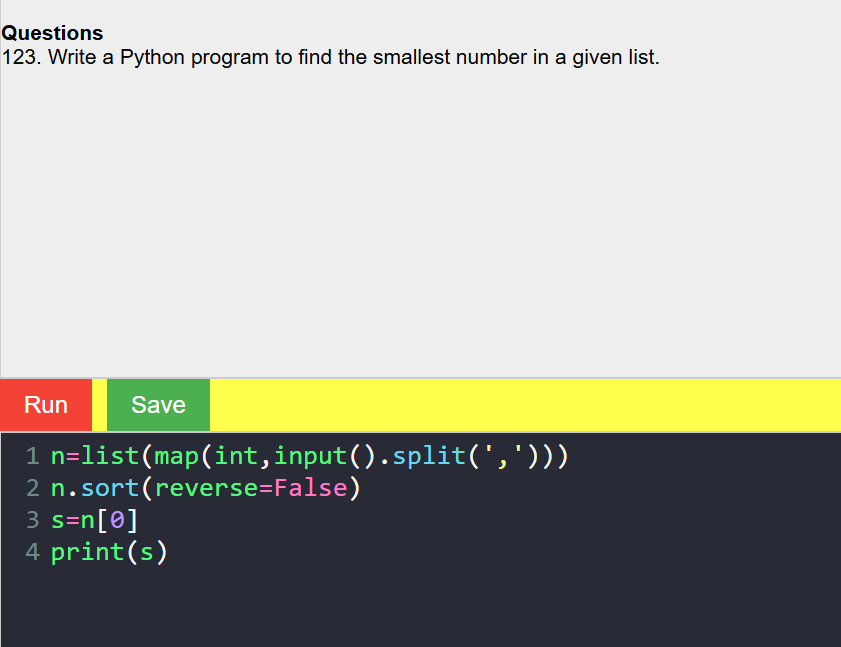 Questions
123. Write a Python program to find the smallest number in a given list.
Run Save
1 n=list(map(int,input().split(',')))
2 n.sort(reverse=False)
3 s=n[0]
4 print(s)